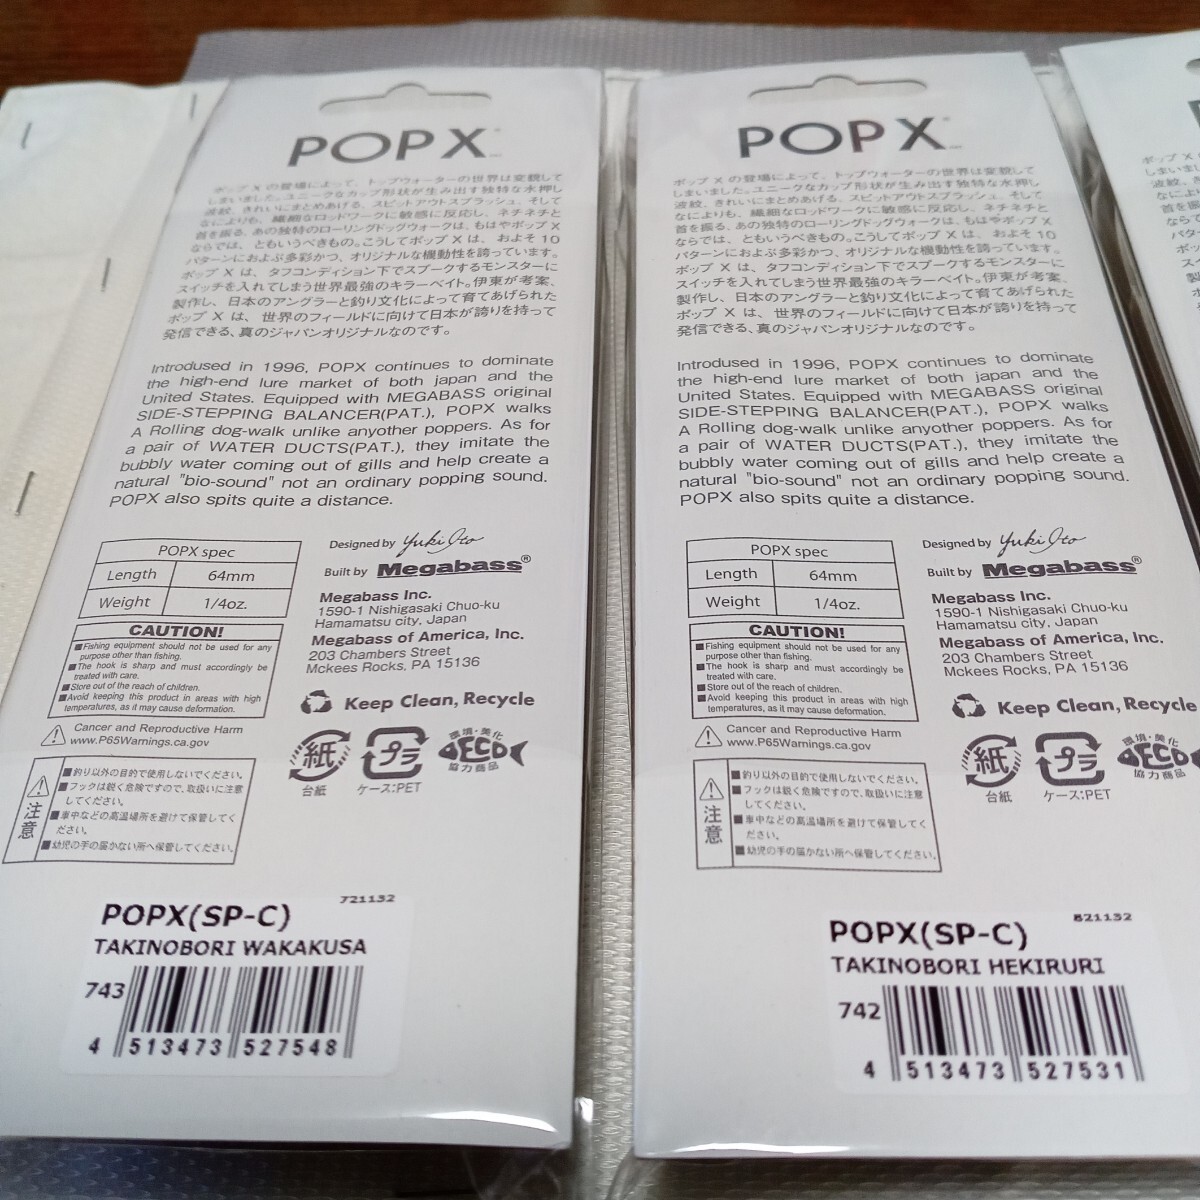 POPX
ポップXの登場によって、トップウォーターの世界は変貌して
しまいました。ユニークなカップ形状が生み出す独特な水押し
波紋、きれいにまとめあげる、スピットアウトスプラッシュ、そして
なによりも、繊細なロッドワークに敏感に反応し、ネチネチと
首を振る、あの独特のローリングドッグウォークは、もはやポップX
ならでは、ともいうべきもの。こうしてポップXは、およそ10
パターンにおよぶ多彩かつ、オリジナルな機動性を誇っています。
ポップXは、タフコンディション下でスプークするモンスターに
スイッチを入れてしまう世界最強のキラーベイト。伊東が考案、
製作し、日本のアングラーと釣り文化によって育てあげられた
ポップXは、世界のフィールドに向けて日本が誇りを持って
発信できる、真のジャパンオリジナルなのです。
Introdused in 1996, POPX continues to dominate
the high-end lure market of both japan and the
United States. Equipped with MEGABASS original
SIDE-STEPPING BALANCER(PAT.), POPX walks
A Rolling dog-walk unlike anyother poppers. As for
a pair of WATER DUCTS(PAT.), they imitate the
bubbly water coming out of gills and help create a
natural "bio-sound" not an ordinary popping sound.
POPX also spits quite a distance.
POPX spec
Length 64mm
Weight 1/4oz.
Designed by Yuki Ito
Built by Megabass®
Megabass Inc.
1590-1 Nishigasaki Chuo-ku
Hamamatsu city, Japan
Megabass of America, Inc.
203 Chambers Street
Mckees Rocks, PA 15136
CAUTION!
■Fishing equipment should not be used for any
purpose other than fishing.
■The hook is sharp and must accordingly be
treated with care.
■Store out of the reach of children.
■Avoid keeping this product in areas with high
temperatures, as it may cause deformation.
Keep Clean, Recycle
Cancer and Reproductive Harm
www.P65Warnings.ca.gov
紙
台紙
プラ
ケース:PET
環境・美化
ECO
協力商品
注意
■釣り以外の目的で使用しないでください。
■フックは鋭く危険ですので、取扱いに注意
してください。
■車中などの高温場所を避けて保管してく
ださい。
■幼児の手の届かない所へ保管してください。
721132
POPX(SP-C)
TAKINOBORI WAKAKUSA
743
4 513473 527548
POPX
ポップXの登場によって、トップウォーターの世界は変貌して
しまいました。ユニークなカップ形状が生み出す独特な水押し
波紋、きれいにまとめあげる、スピットアウトスプラッシュ、そして
なによりも、繊細なロッドワークに敏感に反応し、ネチネチと
首を振る、あの独特のローリングドッグウォークは、もはやポップX
ならでは、ともいうべきもの。こうしてポップXは、およそ10
パターンにおよぶ多彩かつ、オリジナルな機動性を誇っています。
ポップXは、タフコンディション下でスプークするモンスターに
スイッチを入れてしまう世界最強のキラーベイト。伊東が考案、
製作し、日本のアングラーと釣り文化によって育てあげられた
ポップXは、世界のフィールドに向けて日本が誇りを持って
発信できる、真のジャパンオリジナルなのです。
Introdused in 1996, POPX continues to dominate
the high-end lure market of both japan and the
United States. Equipped with MEGABASS original
SIDE-STEPPING BALANCER(PAT.), POPX walks
A Rolling dog-walk unlike anyother poppers. As for
a pair of WATER DUCTS(PAT.), they imitate the
bubbly water coming out of gills and help create a
natural "bio-sound" not an ordinary popping sound.
POPX also spits quite a distance.
POPX spec
Length 64mm
Weight 1/4oz.
Designed by Yuki Ito
Built by Megabass®
Megabass Inc.
1590-1 Nishigasaki Chuo-ku
Hamamatsu city, Japan
Megabass of America, Inc.
203 Chambers Street
Mckees Rocks, PA 15136
CAUTION!
■Fishing equipment should not be used for any
purpose other than fishing.
■The hook is sharp and must accordingly be
treated with care.
■Store out of the reach of children.
■Avoid keeping this product in areas with high
temperatures, as it may cause deformation.
Keep Clean, Recycle
Cancer and Reproductive Harm
www.P65Warnings.ca.gov
紙
台紙
プラ
ケース:PET
環境・美化
ECO
協力商品
注意
■釣り以外の目的で使用しないでください。
■フックは鋭く危険ですので、取扱いに注意
してください。
■車中などの高温場所を避けて保管してく
ださい。
■幼児の手の届かない所へ保管してください。
821132
POPX(SP-C)
TAKINOBORI HEKIRURI
742
4 513473 527531